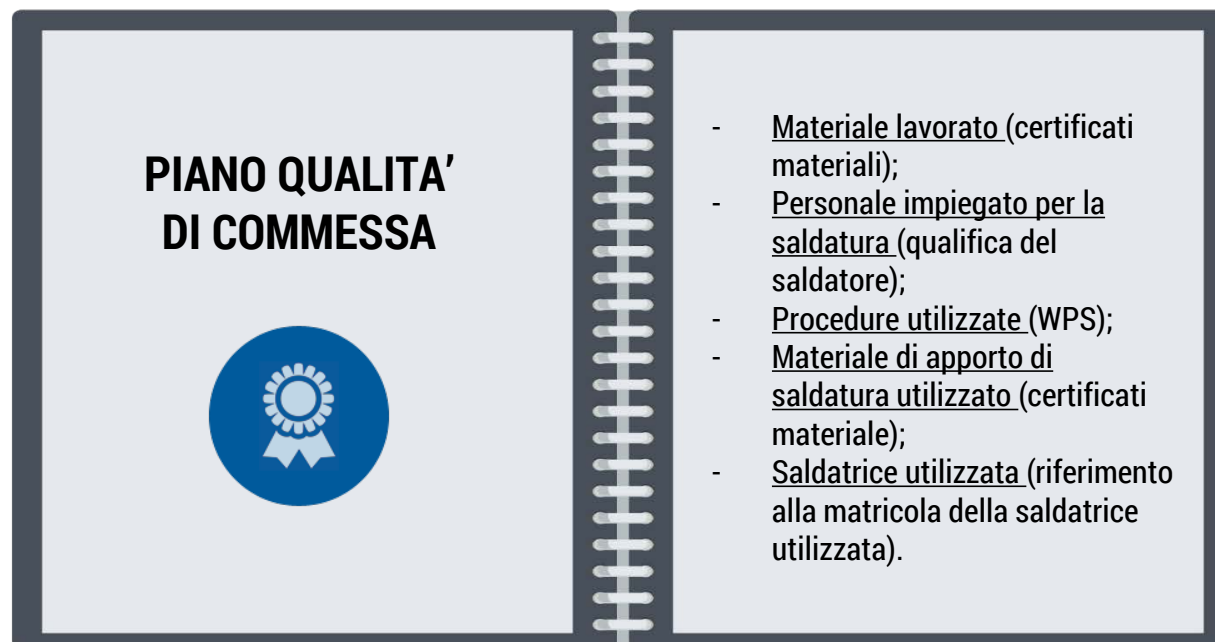 PIANO QUALITA’
DI COMMESSA
- Materiale lavorato (certificati
materiali);
- Personale impiegato per la
saldatura (qualifica del
saldatore);
- Procedure utilizzate (WPS);
- Materiale di apporto di
saldatura utilizzato (certificati
materiale);
- Saldatrice utilizzata (riferimento
alla matricola della saldatrice
utilizzata).